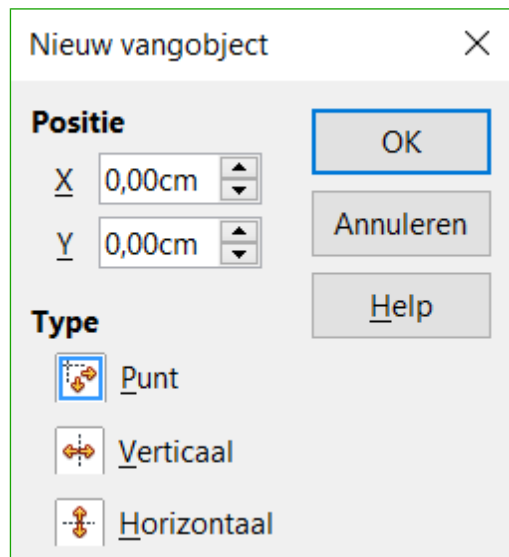 Nieuw vangobject
Positie
X 0,00cm
Y 0,00cm
OK
Annuleren
Help
Type
Punt
Verticaal
Horizontaal